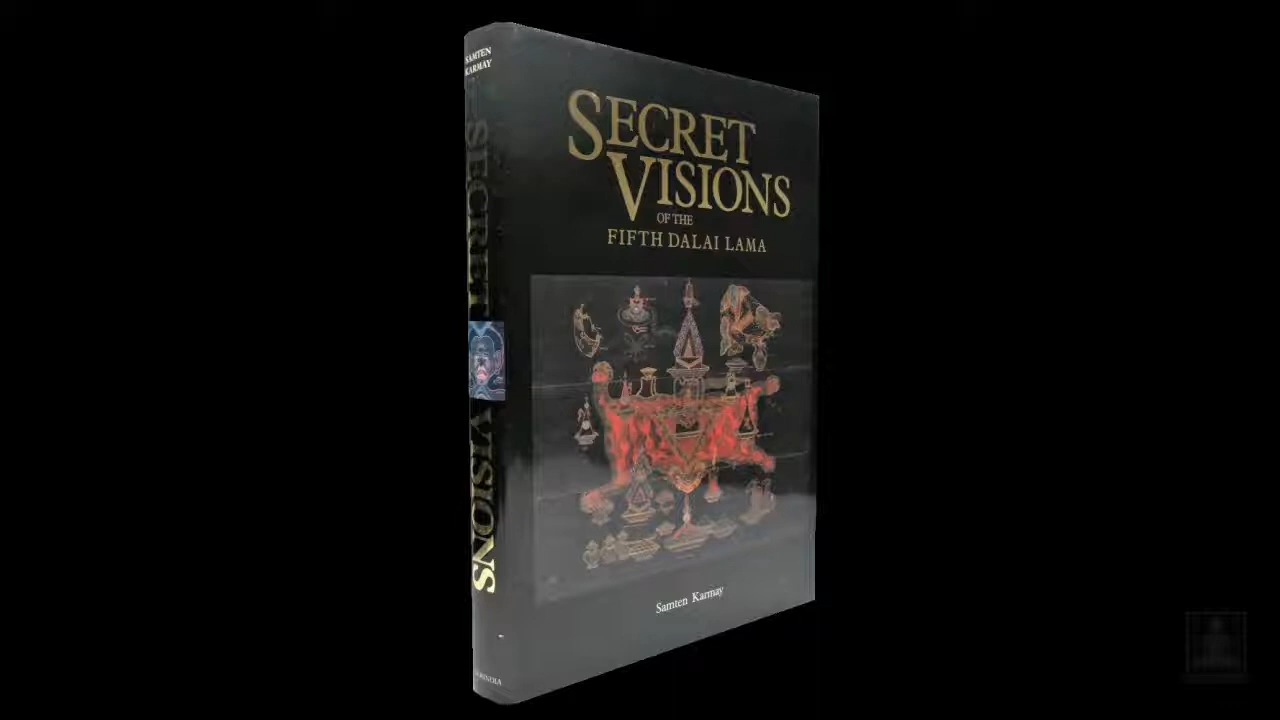 SAMTEN
KARMAY
SECRET VISIONS
SECRET
VISIONS
OF THE
FIFTH DALAI LAMA
Samten Karmay